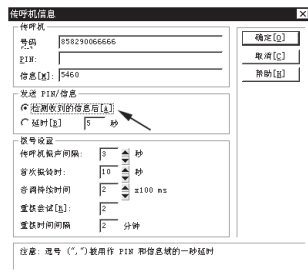 传呼机信息
传呼机
号码 858290066666
PIN:
信息[M]: 5460
确定[O]
取消[C]
帮助[H]
发送 PIN/信息
检测收到的信息后[A]
延时[D] 5 秒
拨号设置
传呼机振声间隔: 3 秒
首次振铃时: 10 秒
音调持续时间 2 x100 ms
重拨尝试[R]: 2
重拨时间间隔 2 分钟
注意: 逗号 (",")被用作 PIN 和信息域的一秒延时